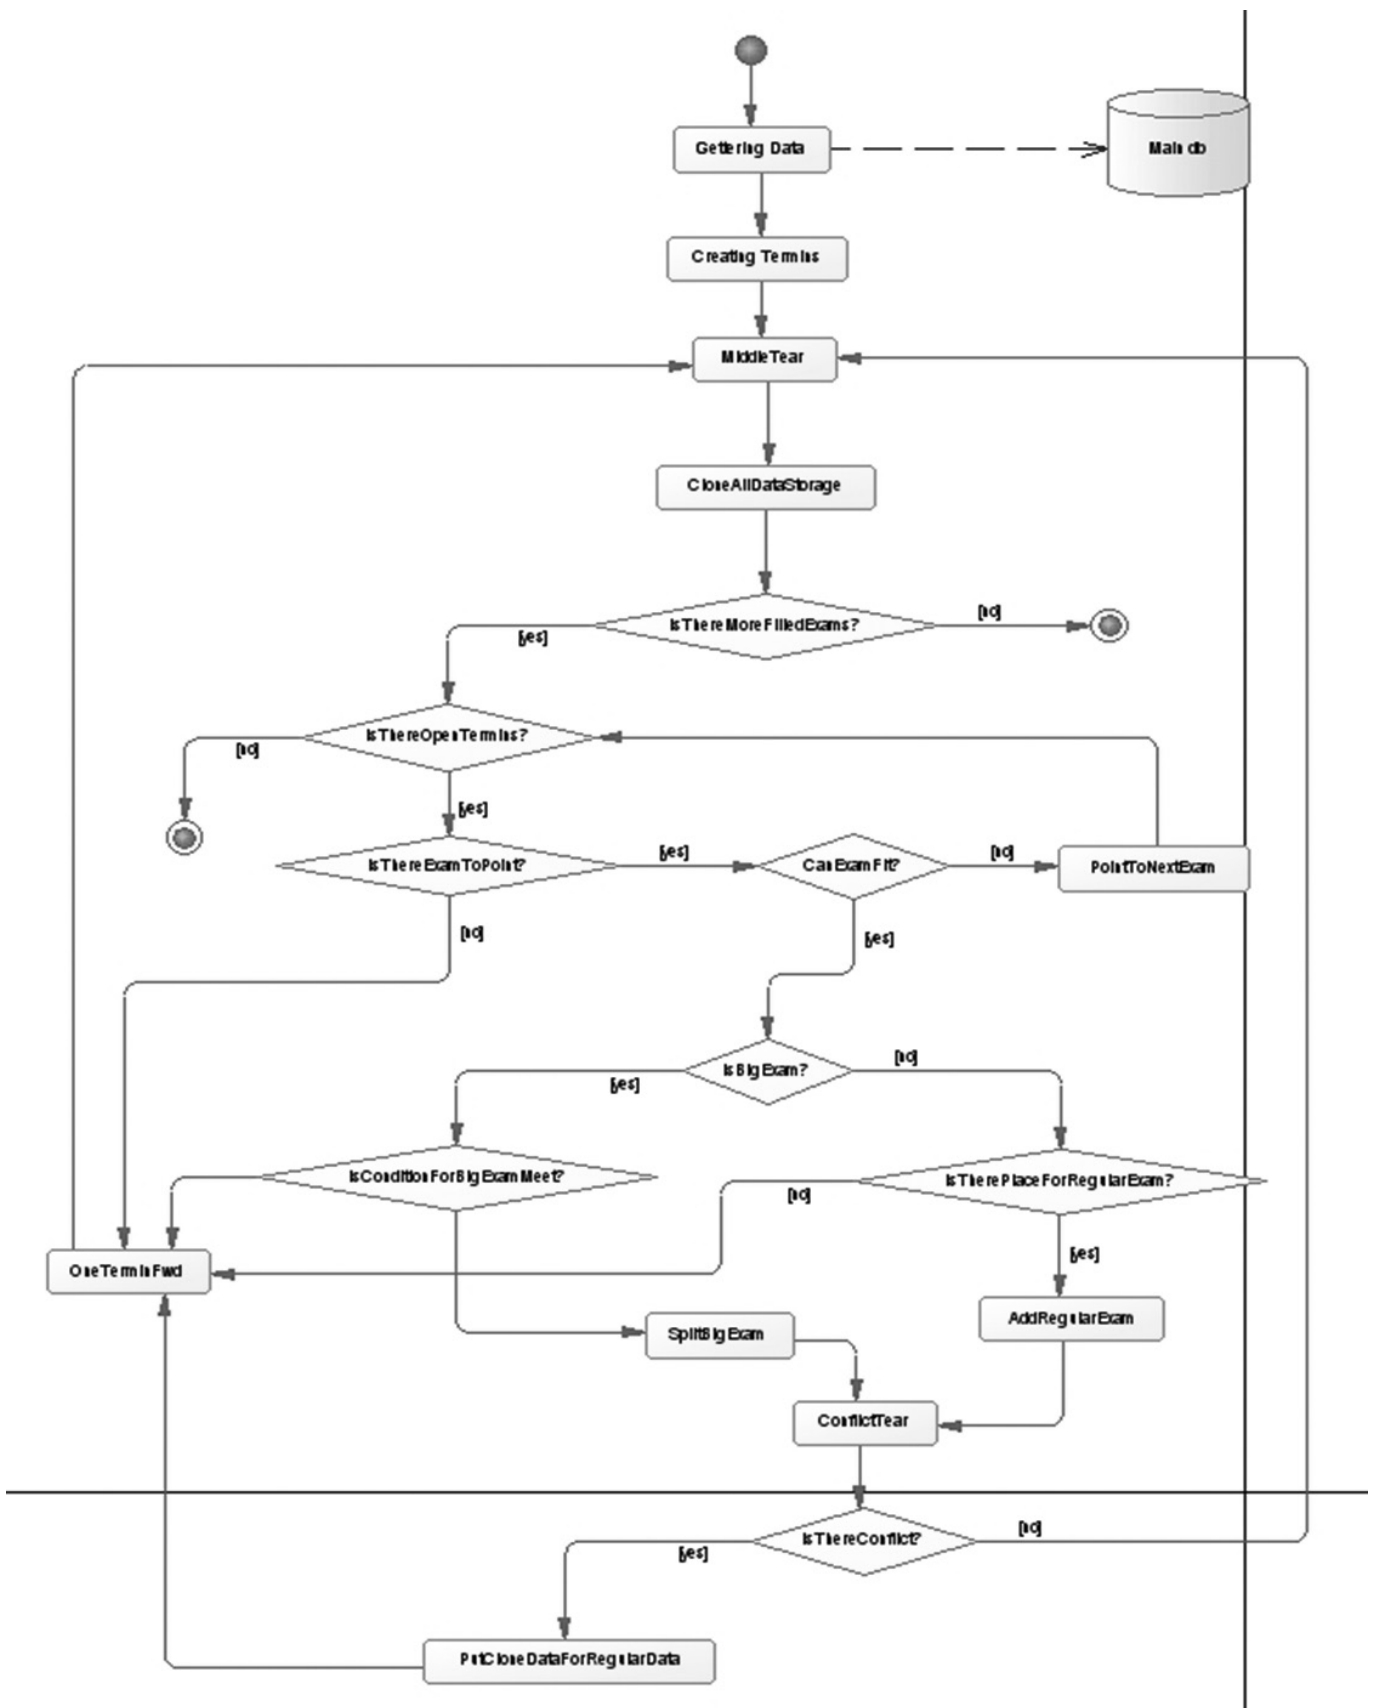 Gettering Data
Main db
Creating Termins
MiddleTear
CloneAllDataStorage
IsThereMoreFilledExams?
[no]
[yes]
IsThereOpenTermins?
[no]
[yes]
IsThereExamToPoint?
[yes]
CanExamFit?
[no]
PointToNextExam
[no]
[yes]
IsBigExam?
[no]
[yes]
IsConditionForBigExamMeet?
IsTherePlaceForRegularExam?
[no]
[yes]
OneTerminFwd
AddRegularExam
SplitBigExam
ConflictTear
IsThereConflict?
[no]
[yes]
PutCloneDataForRegularData